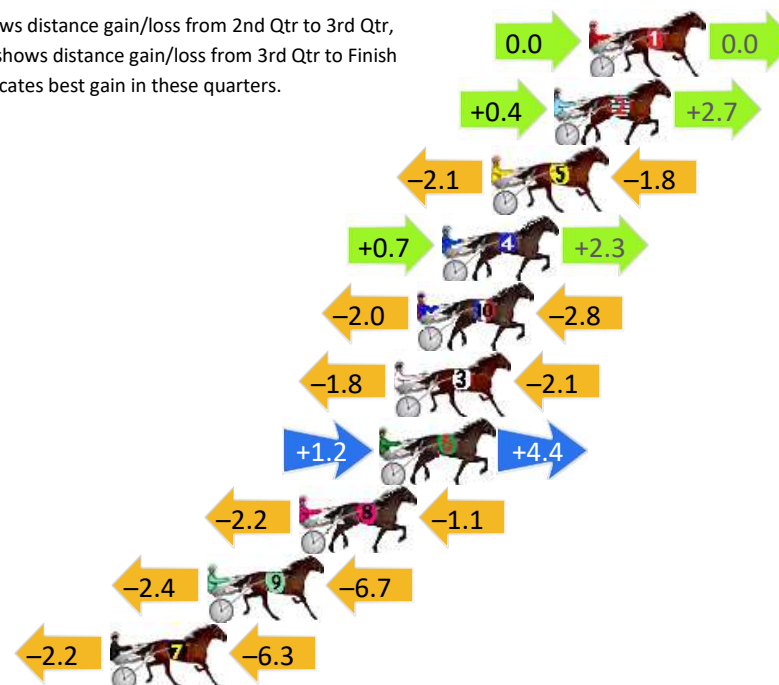 ws distance gain/loss from 2nd Qtr to 3rd Qtr,
shows distance gain/loss from 3rd Qtr to Finish
cates best gain in these quarters.
0.0 1 0.0
+0.4 2 +2.7
–2.1 5 –1.8
+0.7 4 +2.3
–2.0 10 –2.8
–1.8 3 –2.1
+1.2 6 +4.4
–2.2 8 –1.1
–2.4 9 –6.7
–2.2 7 –6.3